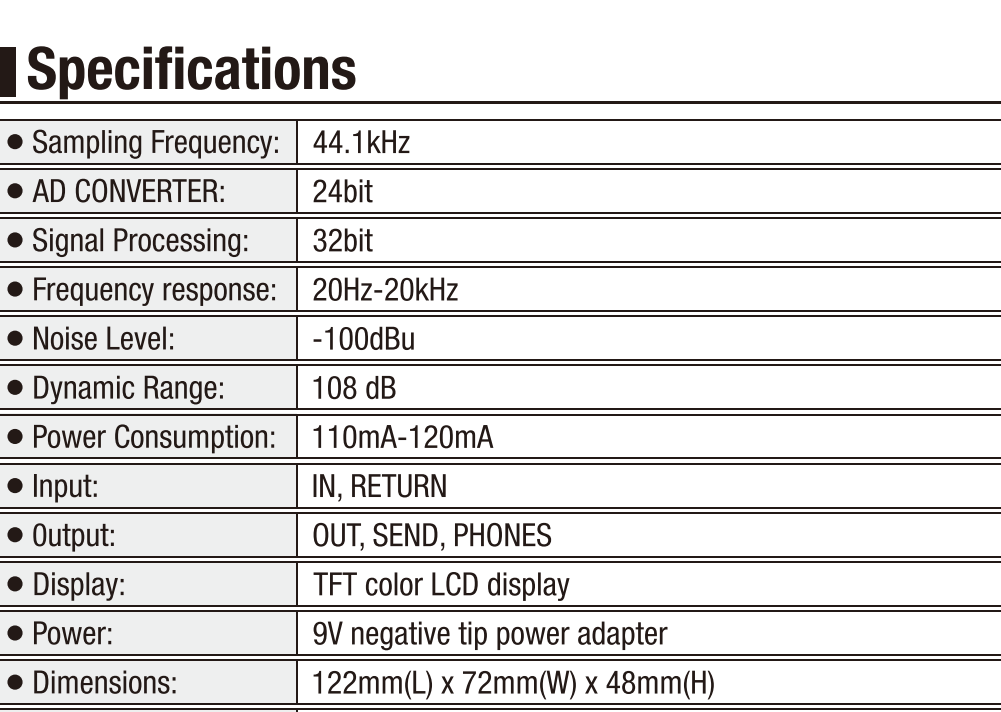 Specifications
● Sampling Frequency: 44.1kHz
● AD CONVERTER: 24bit
● Signal Processing: 32bit
● Frequency response: 20Hz-20kHz
● Noise Level: -100dBu
● Dynamic Range: 108 dB
● Power Consumption: 110mA-120mA
● Input: IN, RETURN
● Output: OUT, SEND, PHONES
● Display: TFT color LCD display
● Power: 9V negative tip power adapter
● Dimensions: 122mm(L) x 72mm(W) x 48mm(H)